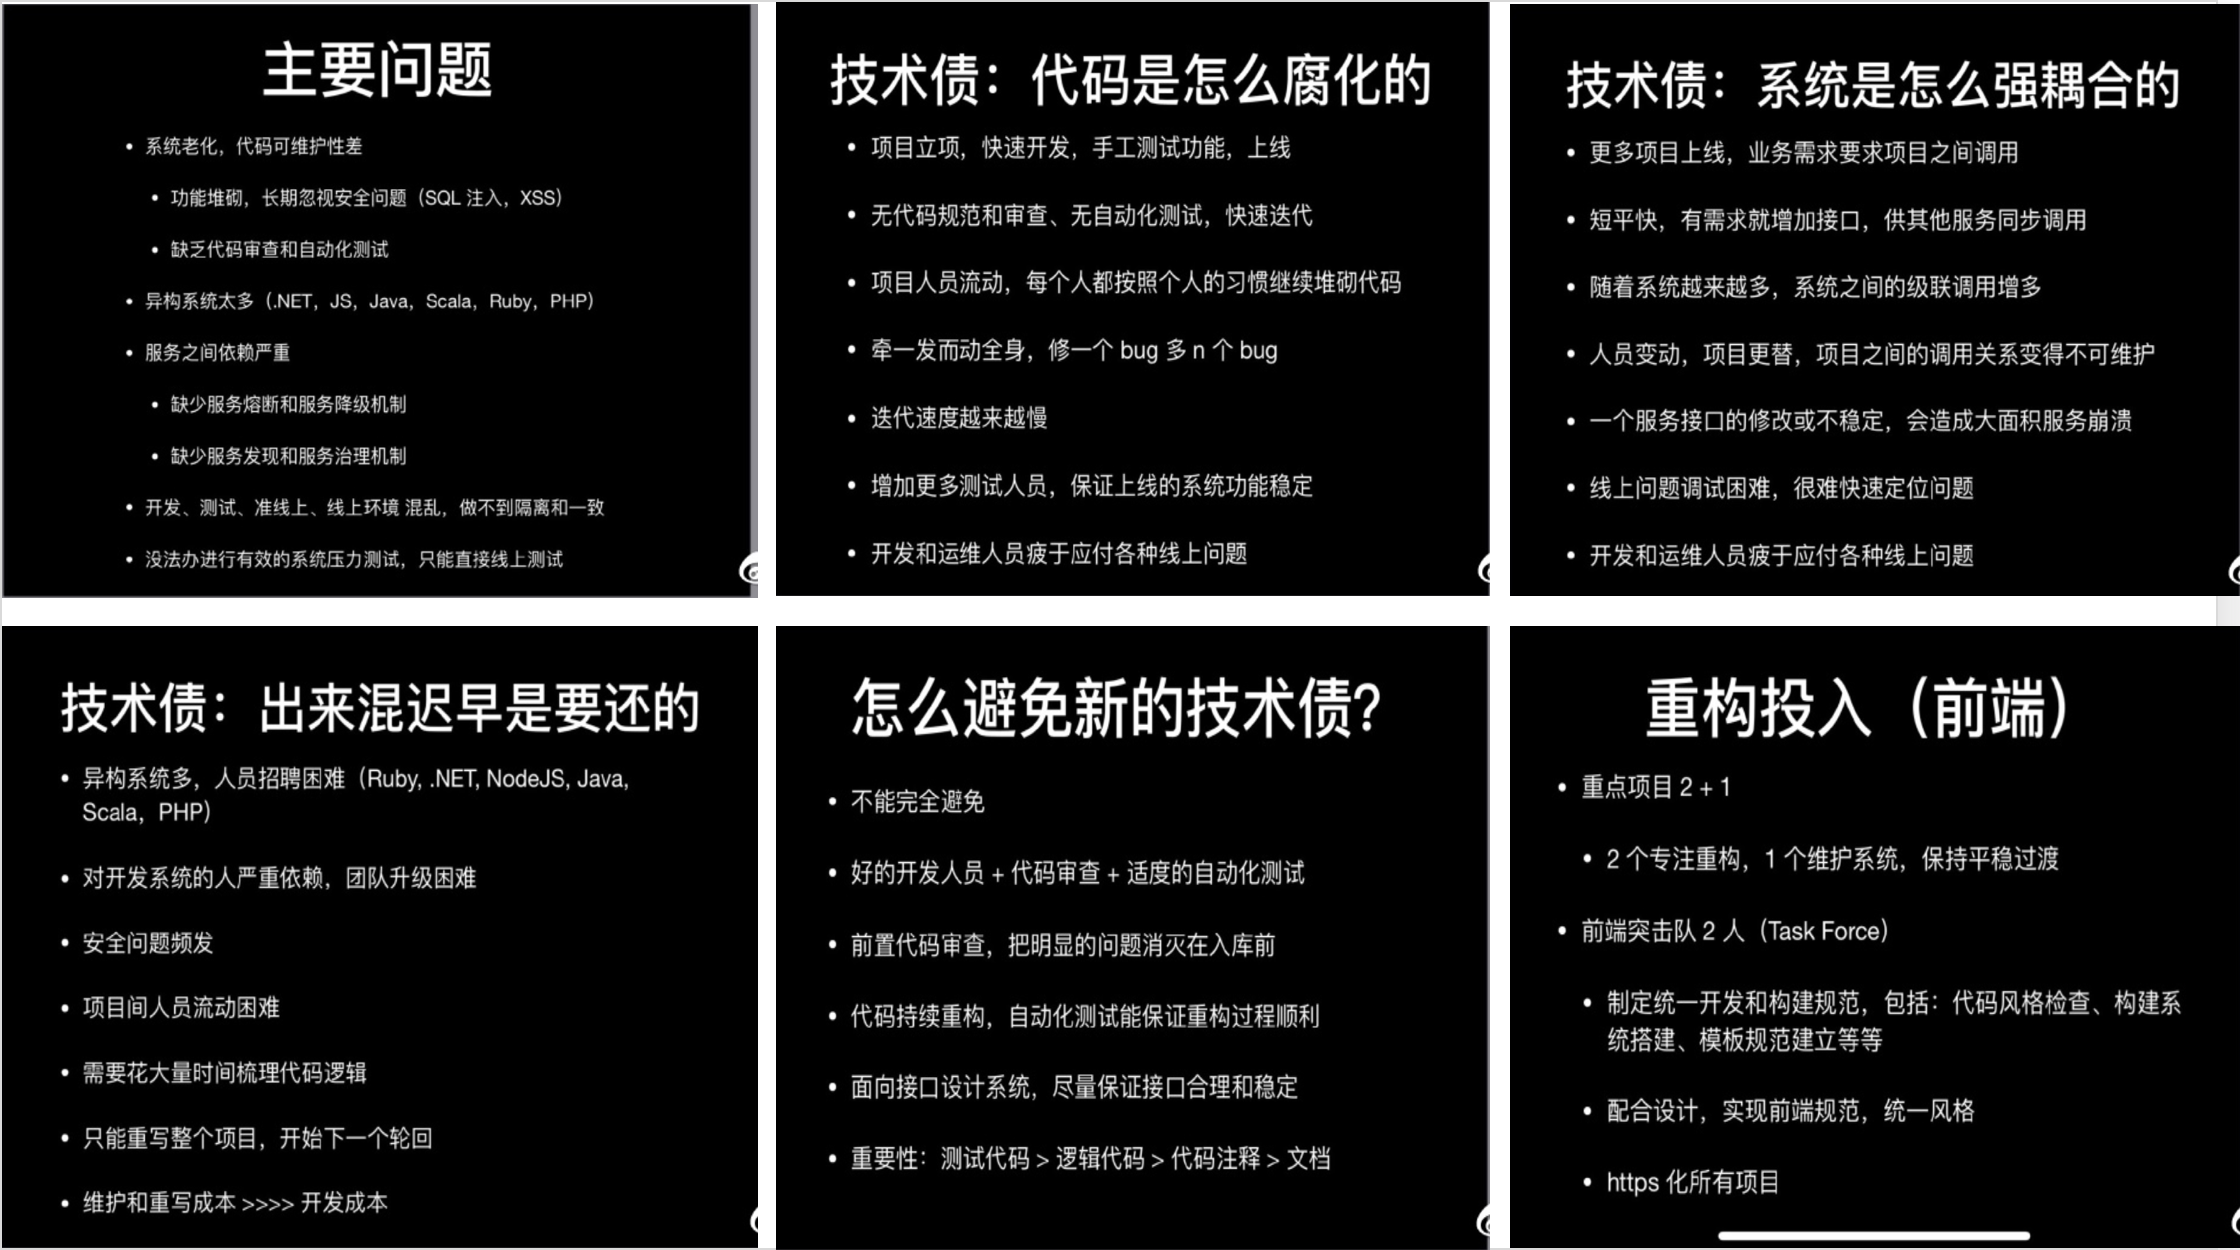 主要问题
• 系统老化，代码可维护性差
• 功能堆砌，长期忽视安全问题（SQL 注入，XSS）
• 缺乏代码审查和自动化测试
• 异构系统太多（.NET，JS，Java，Scala，Ruby，PHP）
• 服务之间依赖严重
• 缺少服务熔断和服务降级机制
• 缺少服务发现和服务治理机制
• 开发、测试、准线上、线上环境 混乱，做不到隔离和一致
• 没法办进行有效的系统压力测试，只能直接线上测试
技术债：代码是怎么腐化的
• 项目立项，快速开发，手工测试功能，上线
• 无代码规范和审查、无自动化测试，快速迭代
• 项目人员流动，每个人都按照个人的习惯继续堆砌代码
• 牵一发而动全身，修一个 bug 多 n 个 bug
• 迭代速度越来越慢
• 增加更多测试人员，保证上线的系统功能稳定
• 开发和运维人员疲于应付各种线上问题
技术债：系统是怎么强耦合的
• 更多项目上线，业务需求要求项目之间调用
• 短平快，有需求就增加接口，供其他服务同步调用
• 随着系统越来越多，系统之间的级联调用增多
• 人员变动，项目更替，项目之间的调用关系变得不可维护
• 一个服务接口的修改或不稳定，会造成大面积服务崩溃
• 线上问题调试困难，很难快速定位问题
• 开发和运维人员疲于应付各种线上问题
技术债：出来混迟早是要还的
• 异构系统多，人员招聘困难（Ruby, .NET, NodeJS, Java,
Scala，PHP）
• 对开发系统的人严重依赖，团队升级困难
• 安全问题频发
• 项目间人员流动困难
• 需要花大量时间梳理代码逻辑
• 只能重写整个项目，开始下一个轮回
• 维护和重写成本 >>>> 开发成本
怎么避免新的技术债？
• 不能完全避免
• 好的开发人员 + 代码审查 + 适度的自动化测试
• 前置代码审查，把明显的问题消灭在入库前
• 代码持续重构，自动化测试能保证重构过程顺利
• 面向接口设计系统，尽量保证接口合理和稳定
• 重要性：测试代码 > 逻辑代码 > 代码注释 > 文档
重构投入（前端）
• 重点项目 2 + 1
• 2 个专注重构，1 个维护系统，保持平稳过渡
• 前端突击队 2 人（Task Force）
• 制定统一开发和构建规范，包括：代码风格检查、构建系
统搭建、模板规范建立等等
• 配合设计，实现前端规范，统一风格
• https 化所有项目